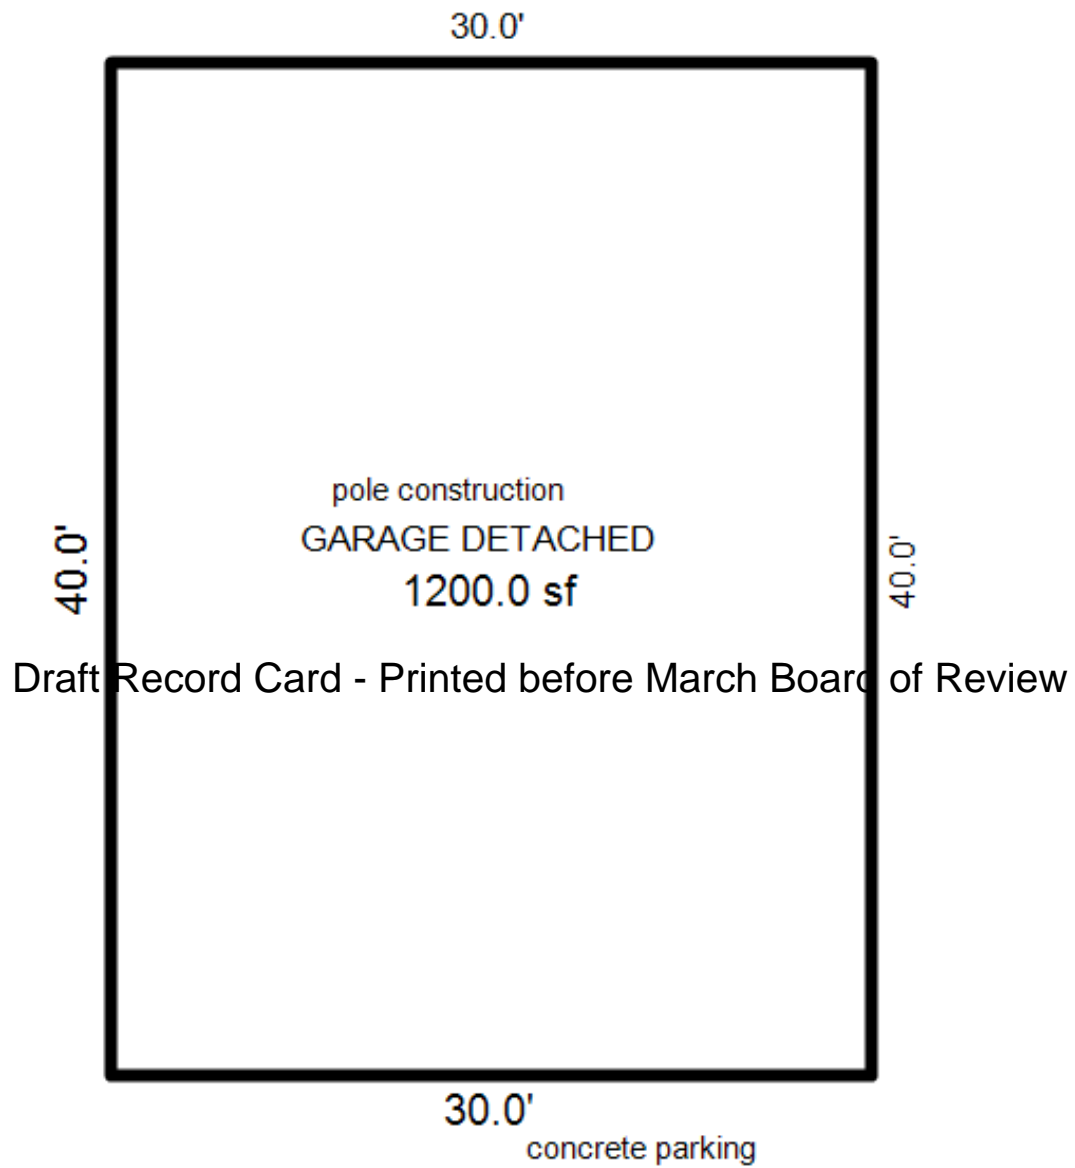 30.0'
pole construction
GARAGE DETACHED
40.0'
40.0'
1200.0 sf
Draft Record Card - Printed before March Board of Review
30.0'
concrete parking